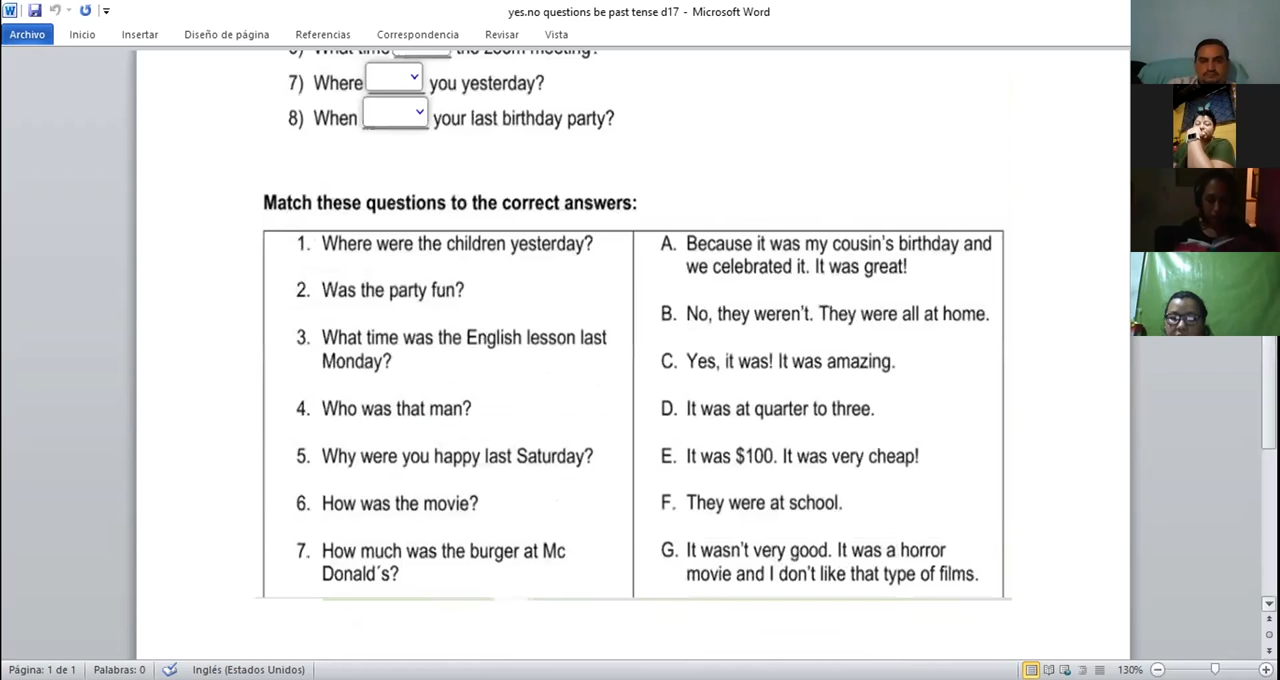 yes.no questions be past tense d17 - Microsoft Word
Archivo Inicio Insertar Diseño de página Referencias Correspondencia Revisar Vista
What time the zoom meeting?
7) Where you yesterday?
8) When your last birthday party?
Match these questions to the correct answers:
1. Where were the children yesterday?
2. Was the party fun?
3. What time was the English lesson last
Monday?
4. Who was that man?
5. Why were you happy last Saturday?
6. How was the movie?
7. How much was the burger at Mc
Donald´s?
A. Because it was my cousin's birthday and
we celebrated it. It was great!
B. No, they weren't. They were all at home.
C. Yes, it was! It was amazing.
D. It was at quarter to three.
E. It was $100. It was very cheap!
F. They were at school.
G. It wasn't very good. It was a horror
movie and I don't like that type of films.
Página: 1 de 1 Palabras: 0 Inglés (Estados Unidos) 130%